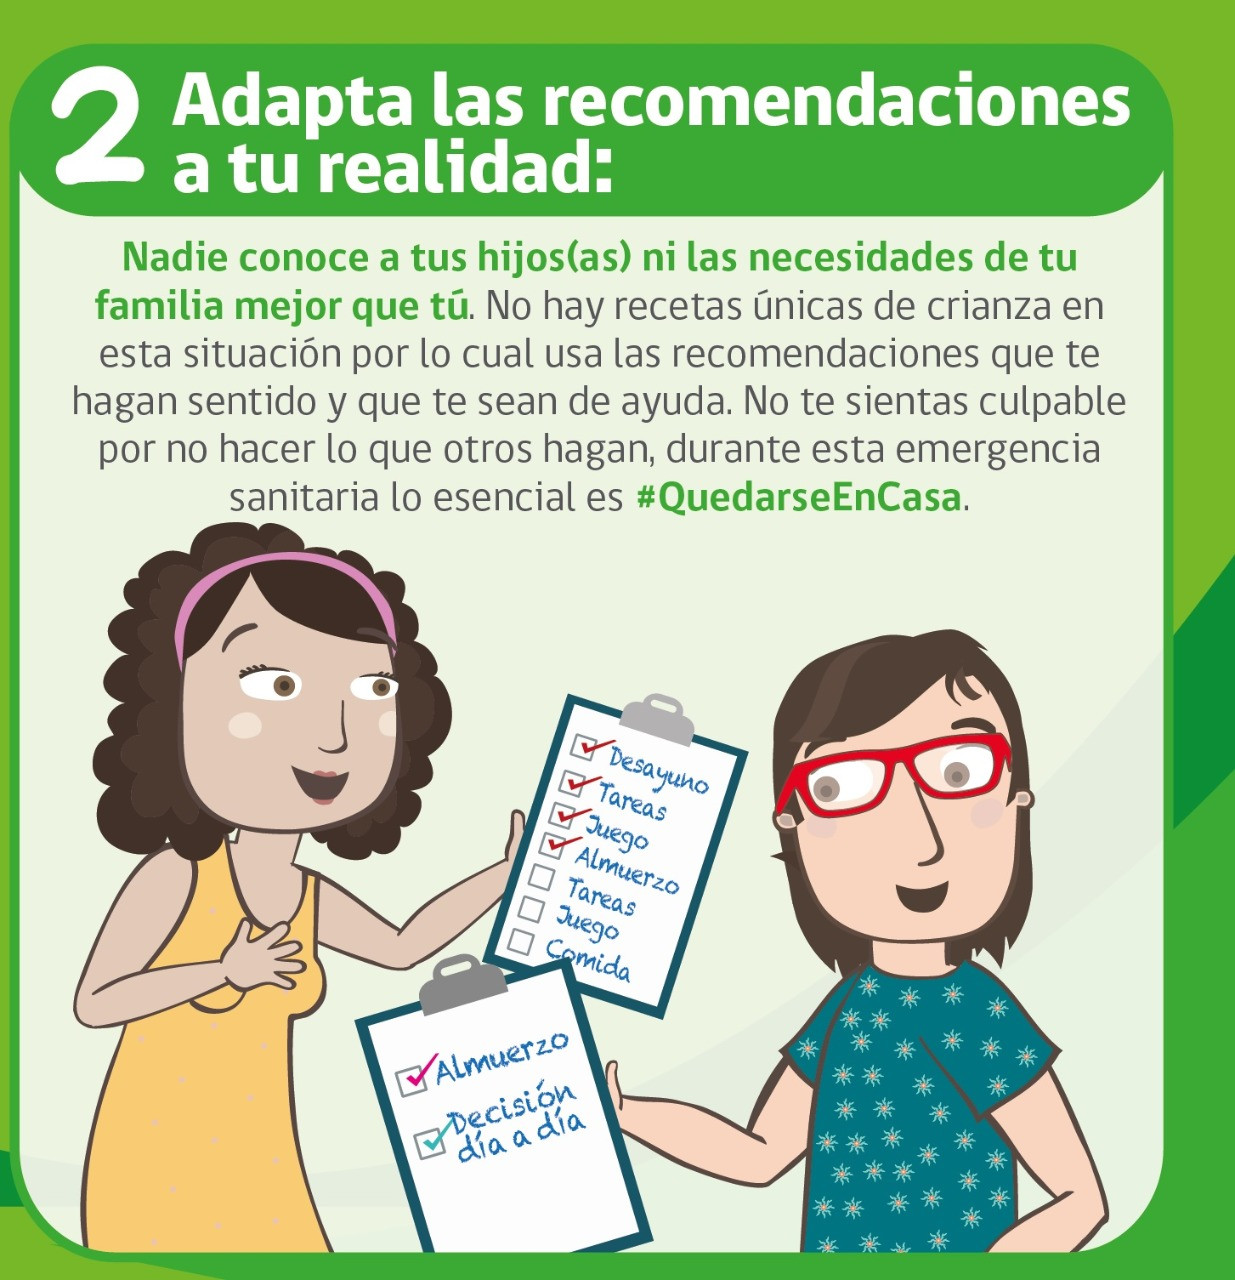 2 Adapta las recomendaciones
a tu realidad:
Nadie conoce a tus hijos(as) ni las necesidades de tu
familia mejor que tú. No hay recetas únicas de crianza en
esta situación por lo cual usa las recomendaciones que te
hagan sentido y que te sean de ayuda. No te sientas culpable
por no hacer lo que otros hagan, durante esta emergencia
sanitaria lo esencial es #QuedarseEnCasa.
Desayuno
Tareas
Juego
Almuerzo
Tareas
Juego
Comida
Almuerzo
Decisión
día a día